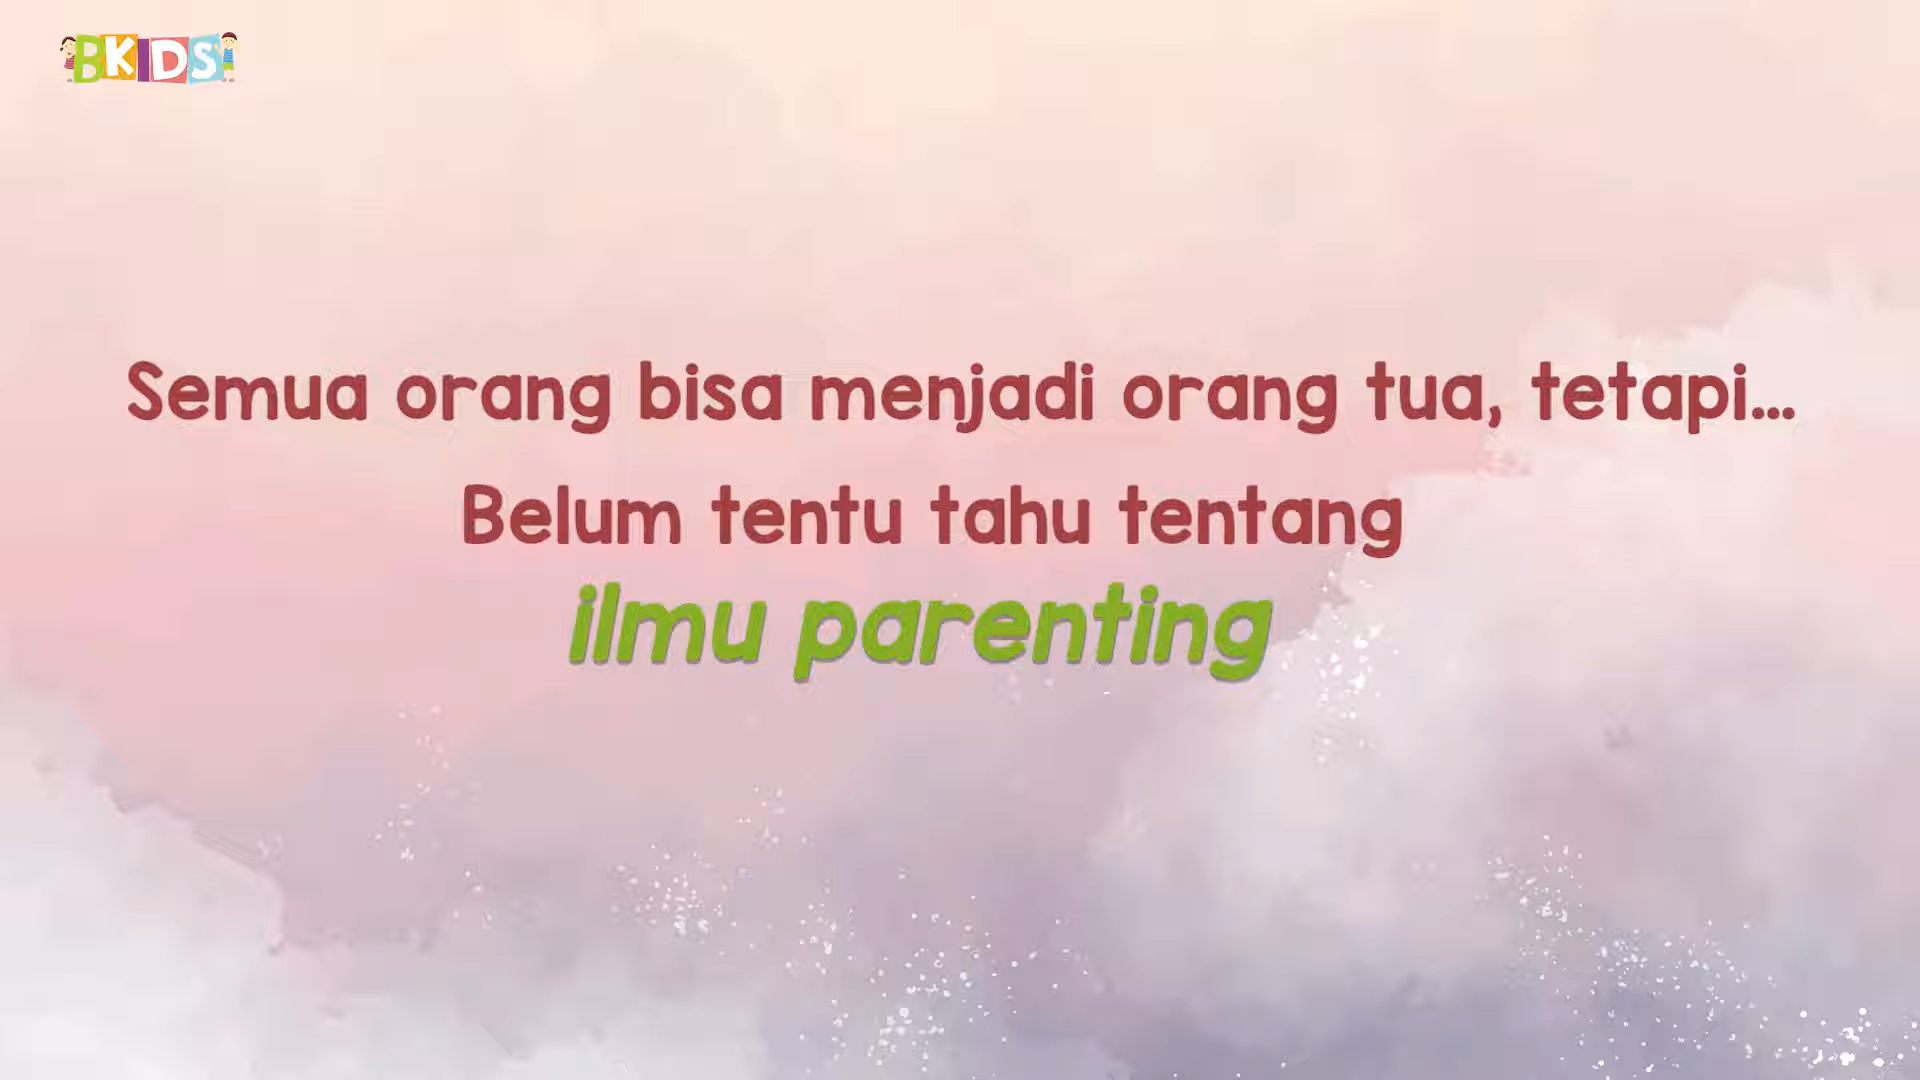 BKIDS
Semua orang bisa menjadi orang tua, tetapi...
Belum tentu tahu tentang
ilmu parenting